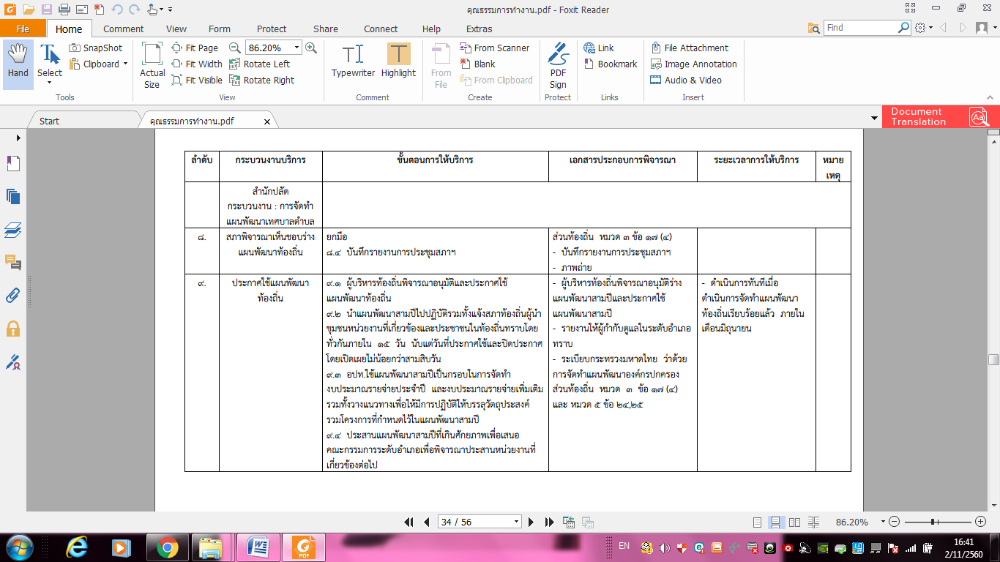 คุณธรรมการทำงาน.pdf - Foxit Reader
File Home Comment View Form Protect Share Connect Help Extras Find
Hand
Select
SnapShot
Clipboard
Tools
Actual Size
Fit Page
Fit Width
Fit Visible
86.20%
Rotate Left
Rotate Right
View
Typewriter
Highlight
Comment
From File
From Scanner
Blank
From Clipboard
Create
PDF Sign
Protect
Link
Bookmark
Links
File Attachment
Image Annotation
Audio & Video
Insert
Start
คุณธรรมการทำงาน.pdf
Document Translation
ลำดับ กระบวนงานบริการ ขั้นตอนการให้บริการ เอกสารประกอบการพิจารณา ระยะเวลาการให้บริการ หมาย
เหตุ
สำนักปลัด
กระบวนงาน : การจัดทำ
แผนพัฒนาเทศบาลตำบล
๘.
สภาพิจารณาเห็นชอบร่าง
แผนพัฒนาท้องถิ่น
ยกมือ
๘.๔ บันทึกรายงานการประชุมสภาฯ
ส่วนท้องถิ่น หมวด ๓ ข้อ ๑๗ (๔)
- บันทึกรายงานการประชุมสภาฯ
- ภาพถ่าย
๙.
ประกาศใช้แผนพัฒนา
ท้องถิ่น
๙.๑ ผู้บริหารท้องถิ่นพิจารณาอนุมัติและประกาศใช้
แผนพัฒนาท้องถิ่น
๙.๒ นำแผนพัฒนาสามปีไปปฏิบัติรวมทั้งแจ้งสภาท้องถิ่นผู้นำ
ชุมชนหน่วยงานที่เกี่ยวข้องและประชาชนในท้องถิ่นทราบโดย
ทั่วกันภายใน ๑๕ วัน นับแต่วันที่ประกาศใช้และปิดประกาศ
โดยเปิดเผยไม่น้อยกว่าสามสิบวัน
๙.๓ อปท.ใช้แผนพัฒนาสามปีเป็นกรอบในการจัดทำ
งบประมาณรายจ่ายประจำปี และงบประมาณรายจ่ายเพิ่มเติม
รวมทั้งวางแนวทางเพื่อให้มีการปฏิบัติให้บรรลุวัตถุประสงค์
รวมโครงการที่กำหนดไว้ในแผนพัฒนาสามปี
๙.๔ ประสานแผนพัฒนาสามปีที่เกินศักยภาพเพื่อเสนอ
คณะกรรมการระดับอำเภอเพื่อพิจารณาประสานหน่วยงานที่
เกี่ยวข้องต่อไป
- ผู้บริหารท้องถิ่นพิจารณาอนุมัติร่าง
แผนพัฒนาสามปีและประกาศใช้
แผนพัฒนาสามปี
- รายงานให้ผู้กำกับดูแลในระดับอำเภอ
ทราบ
- ระเบียบกระทรวงมหาดไทย ว่าด้วย
การจัดทำแผนพัฒนาองค์กรปกครอง
ส่วนท้องถิ่น หมวด ๓ ข้อ ๑๗ (๔)
และ หมวด ๕ ข้อ ๒๔,๒๕
- ดำเนินการทันทีเมื่อ
ดำเนินการจัดทำแผนพัฒนา
ท้องถิ่นเรียบร้อยแล้ว ภายใน
เดือนมิถุนายน
34 / 56
86.20%
EN
16:41
2/11/2560